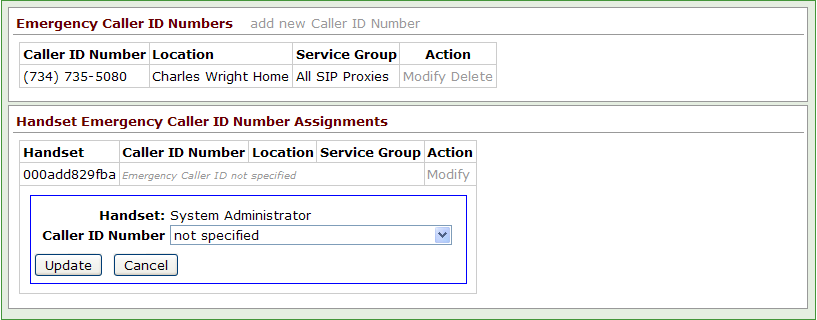 Emergency Caller ID Numbers add new Caller ID Number
Caller ID Number Location Service Group Action
(734) 735-5080 Charles Wright Home All SIP Proxies Modify Delete
Handset Emergency Caller ID Number Assignments
Handset Caller ID Number Location Service Group Action
000add829fba Emergency Caller ID not specified Modify
Handset: System Administrator
Caller ID Number not specified
Update Cancel